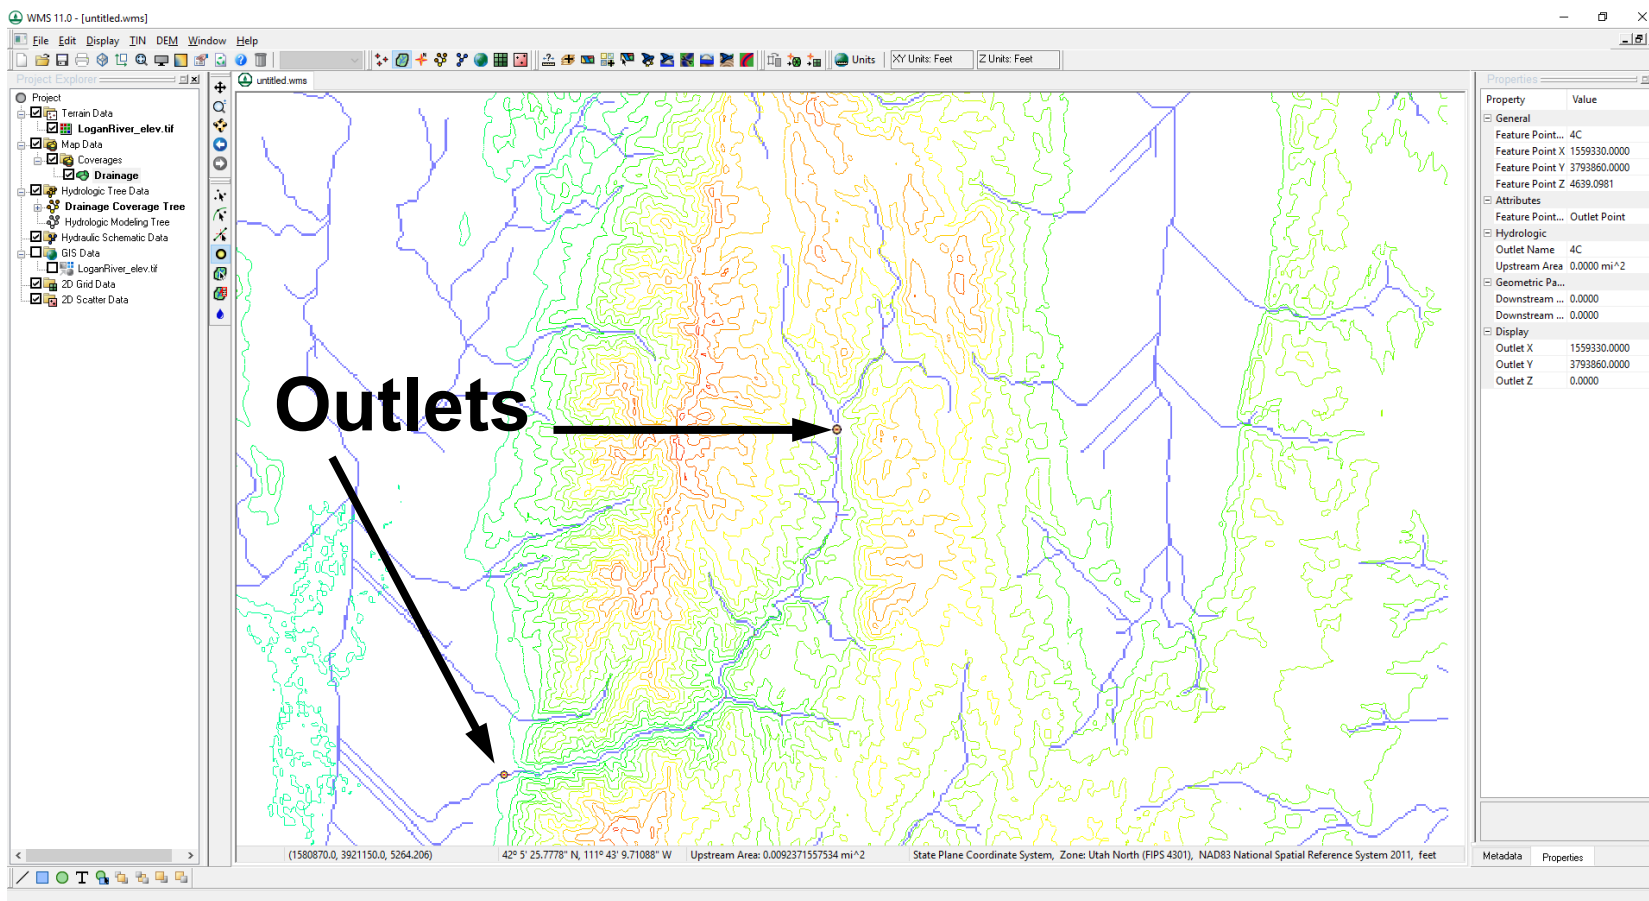 WMS 11.0 - [untitled.wms]
File Edit Display TIN DEM Window Help
Units XY Units: Feet Z Units: Feet
Project Explorer
Project
Terrain Data
LoganRiver_elev.tif
Map Data
Coverages
Drainage
Hydrologic Tree Data
Drainage Coverage Tree
Hydrologic Modeling Tree
Hydraulic Schematic Data
GIS Data
LoganRiver_elev.tif
2D Grid Data
2D Scatter Data
untitled.wms
Outlets
Properties
Property Value
General
Feature Point... 4C
Feature Point X 1559330.0000
Feature Point Y 3793860.0000
Feature Point Z 4639.0981
Attributes
Feature Point... Outlet Point
Hydrologic
Outlet Name 4C
Upstream Area 0.0000 mi^2
Geometric Pa...
Downstream ... 0.0000
Downstream ... 0.0000
Display
Outlet X 1559330.0000
Outlet Y 3793860.0000
Outlet Z 0.0000
(1580870.0, 3921150.0, 5264.206) 42º 5' 25.7778" N, 111º 43' 9.71088" W Upstream Area: 0.0092371557534 mi^2 State Plane Coordinate System, Zone: Utah North (FIPS 4301), NAD83 National Spatial Reference System 2011, feet
Metadata Properties